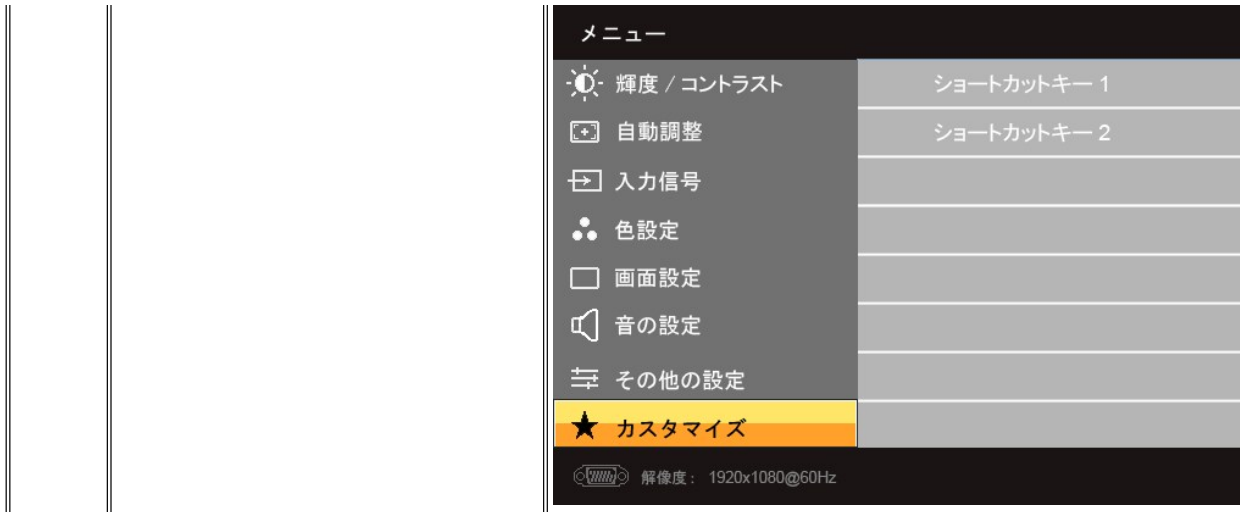 メニュー
輝度 / コントラスト
ショートカットキー 1
自動調整
ショートカットキー 2
入力信号
色設定
画面設定
音の設定
その他の設定
カスタマイズ
解像度： 1920x1080@60Hz